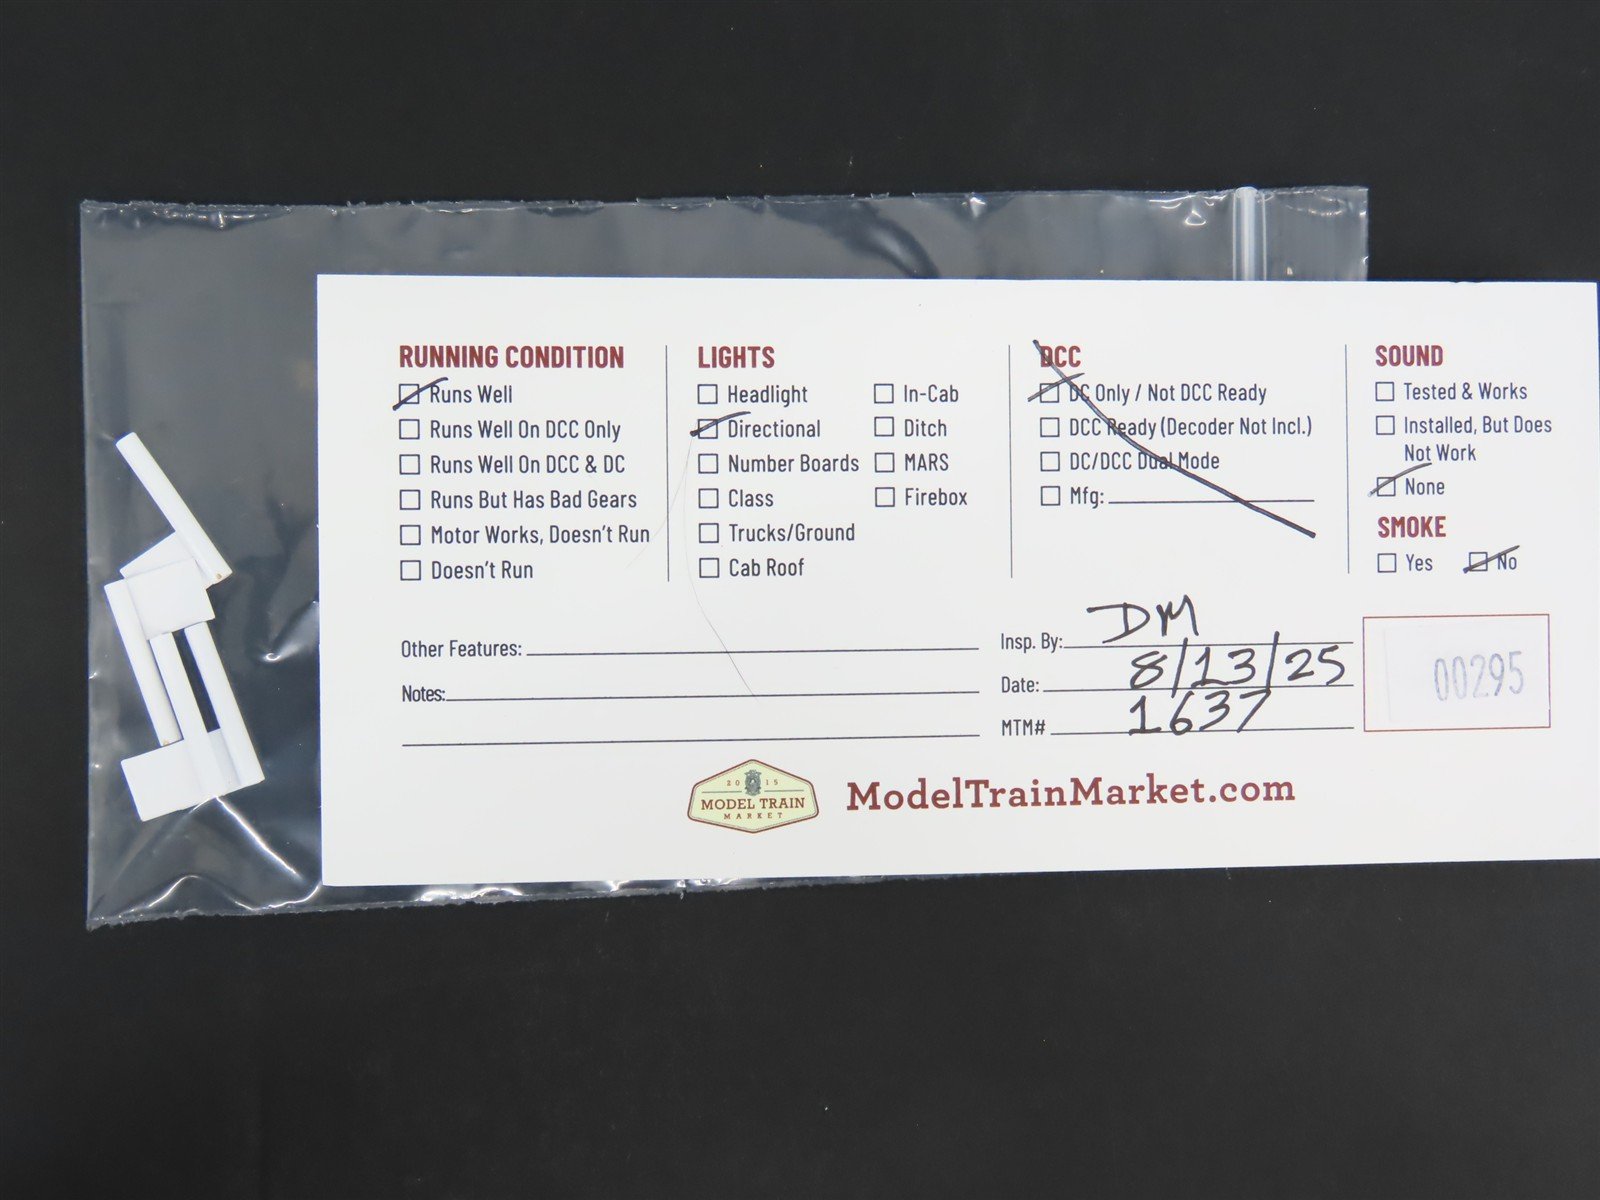 RUNNING CONDITION
Runs Well
Runs Well On DCC Only
Runs Well On DCC & DC
Runs But Has Bad Gears
Motor Works, Doesn't Run
Doesn't Run
LIGHTS
Headlight
Directional
Number Boards
Class
Trucks/Ground
Cab Roof
In-Cab
Ditch
MARS
Firebox
DCC
DC Only / Not DCC Ready
DCC Ready (Decoder Not Incl.)
DC/DCC Dual Mode
Mfg:
SOUND
Tested & Works
Installed, But Does
Not Work
None
SMOKE
Yes No
Other Features:
Notes:
Insp. By: DM
Date: 8/13/25
MTM# 1637
00295
2015
MODEL TRAIN
MARKET
ModelTrainMarket.com